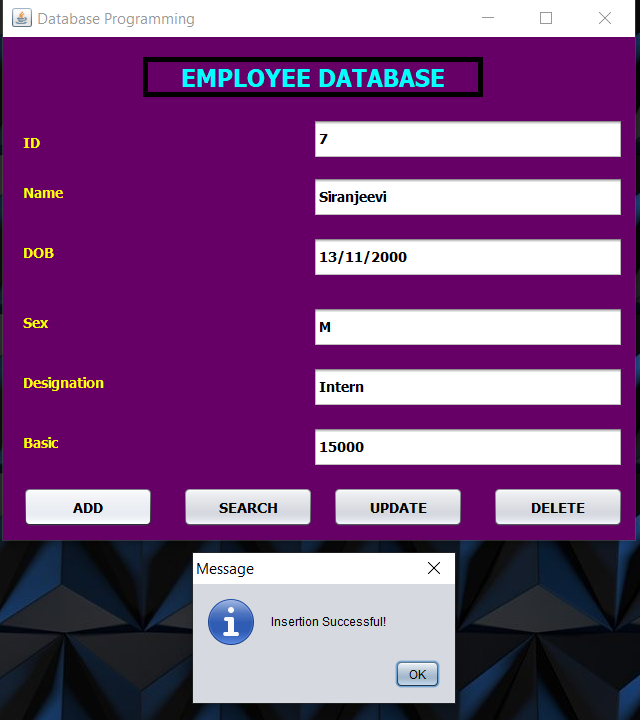 Database Programming
EMPLOYEE DATABASE
ID 7
Name Siranjeevi
DOB 13/11/2000
Sex M
Designation Intern
Basic 15000
ADD SEARCH UPDATE DELETE
Message
Insertion Successful!
OK